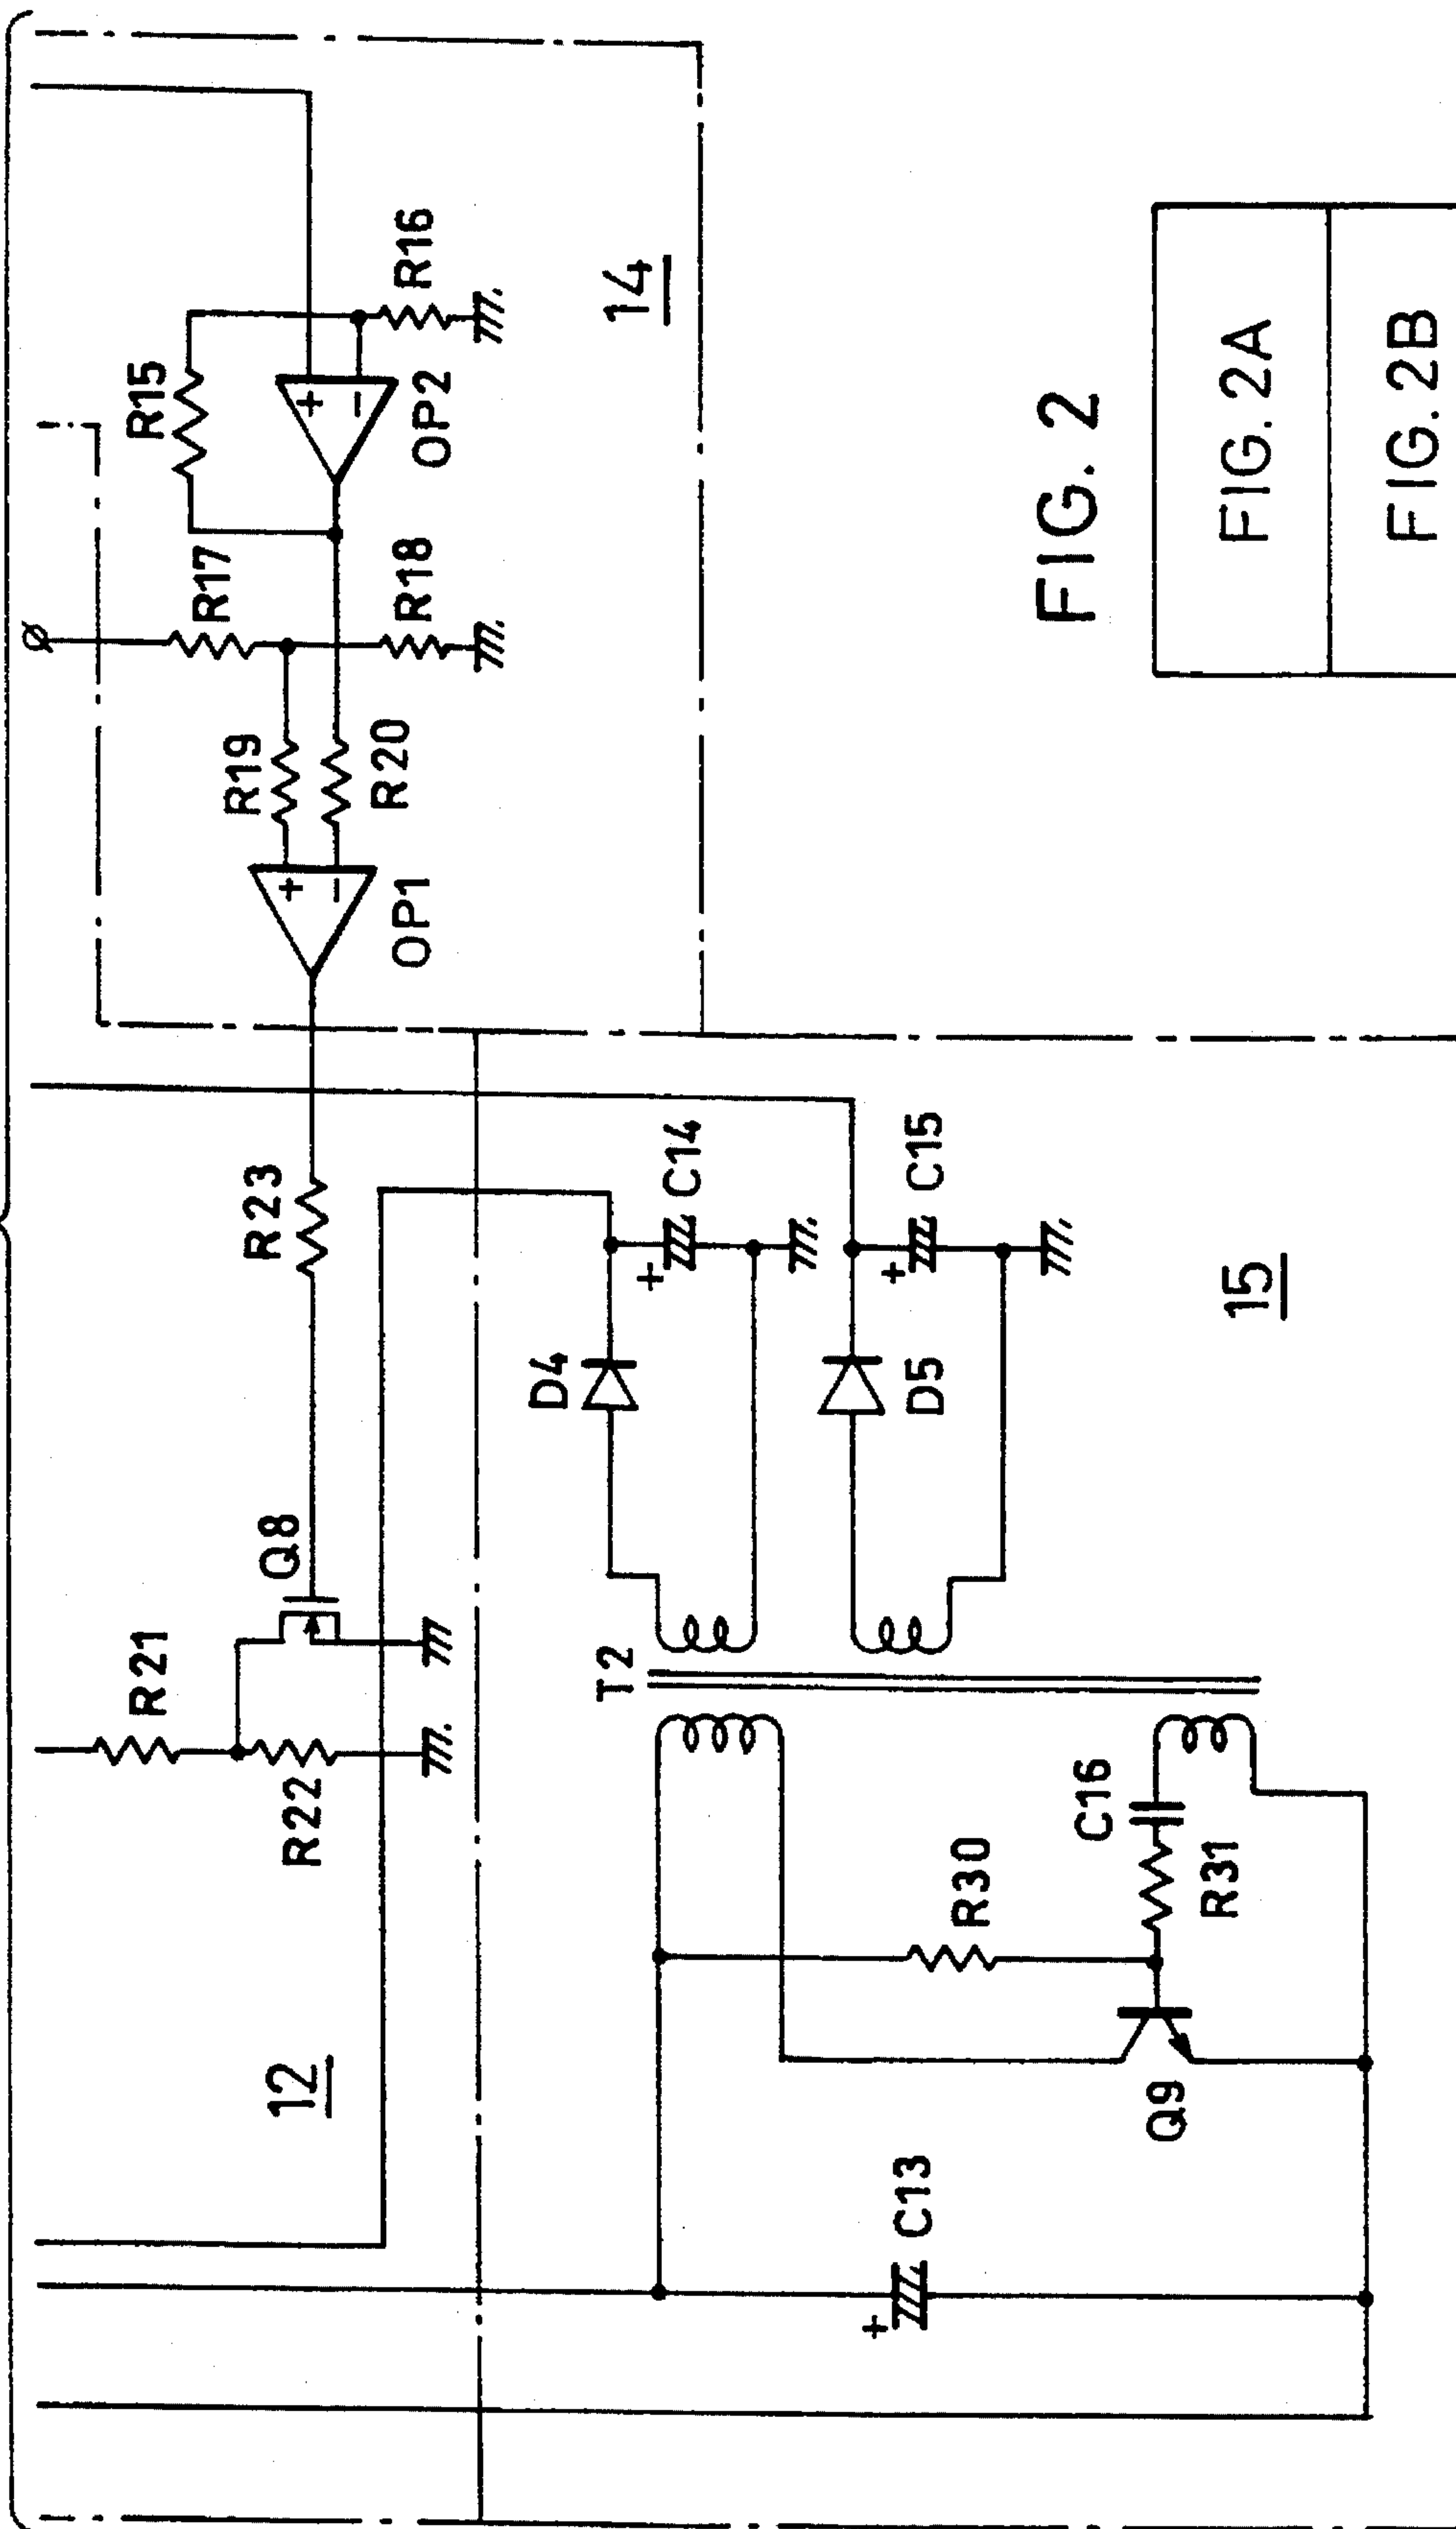 R21
R22
Q8
R23
OP1
+
−
R19
R20
R17
R18
R15
OP2
+
−
R16
14
12
C13
+
Q9
R30
R31
C16
T2
D4
+
C14
D5
+
C15
15
FIG. 2
FIG. 2A
FIG. 2B